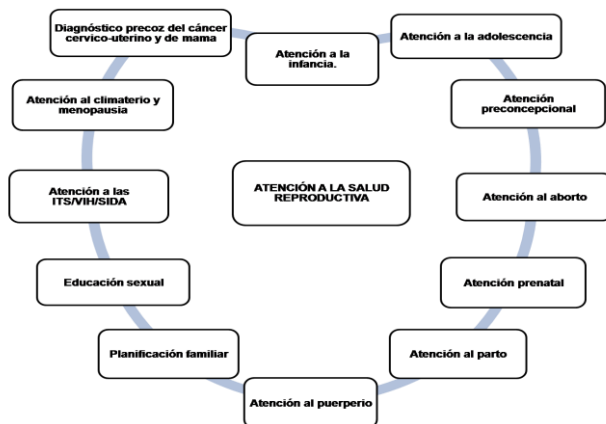 Diagnóstico precoz del cáncer
cervico-uterino y de mama
Atención a la
infancia.
Atención a la adolescencia
Atención
preconcepcional
Atención al aborto
Atención prenatal
Atención al parto
Atención al puerperio
Planificación familiar
Educación sexual
Atención a las
ITS/VIH/SIDA
Atención al climaterio y
menopausia
ATENCIÓN A LA SALUD
REPRODUCTIVA